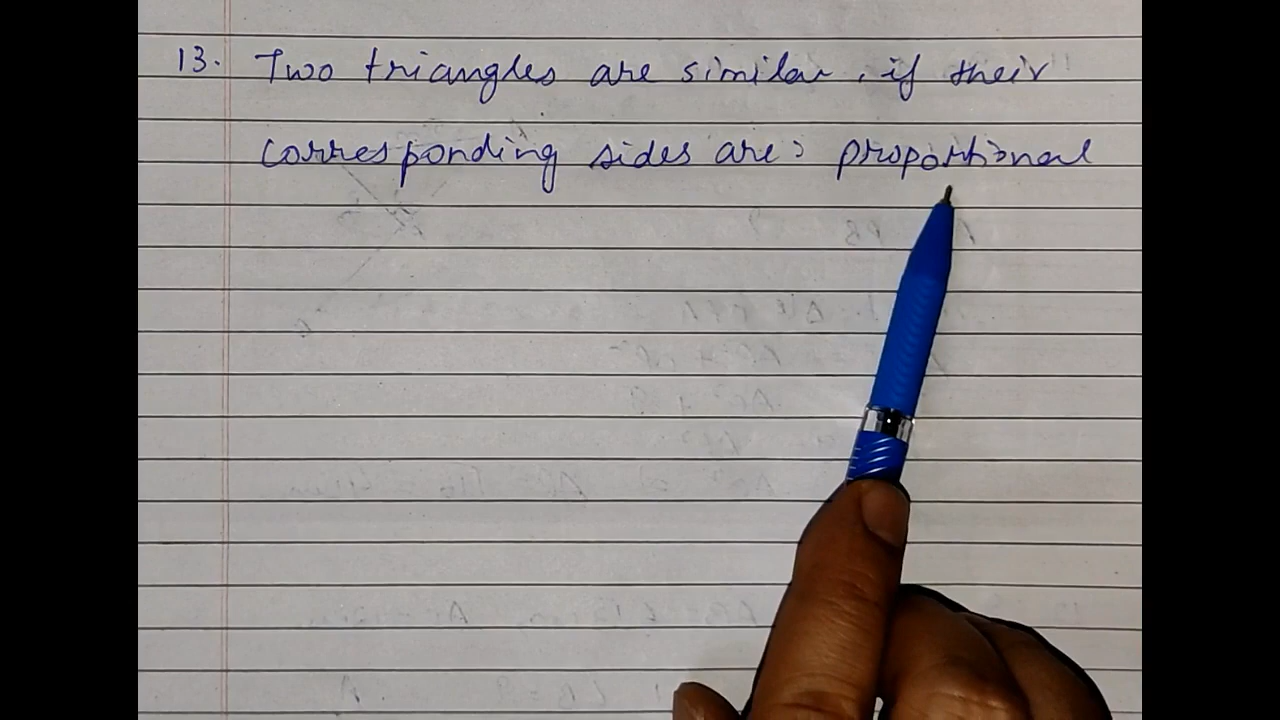 13. Two triangles are similar, if their
corresponding sides are: proportional